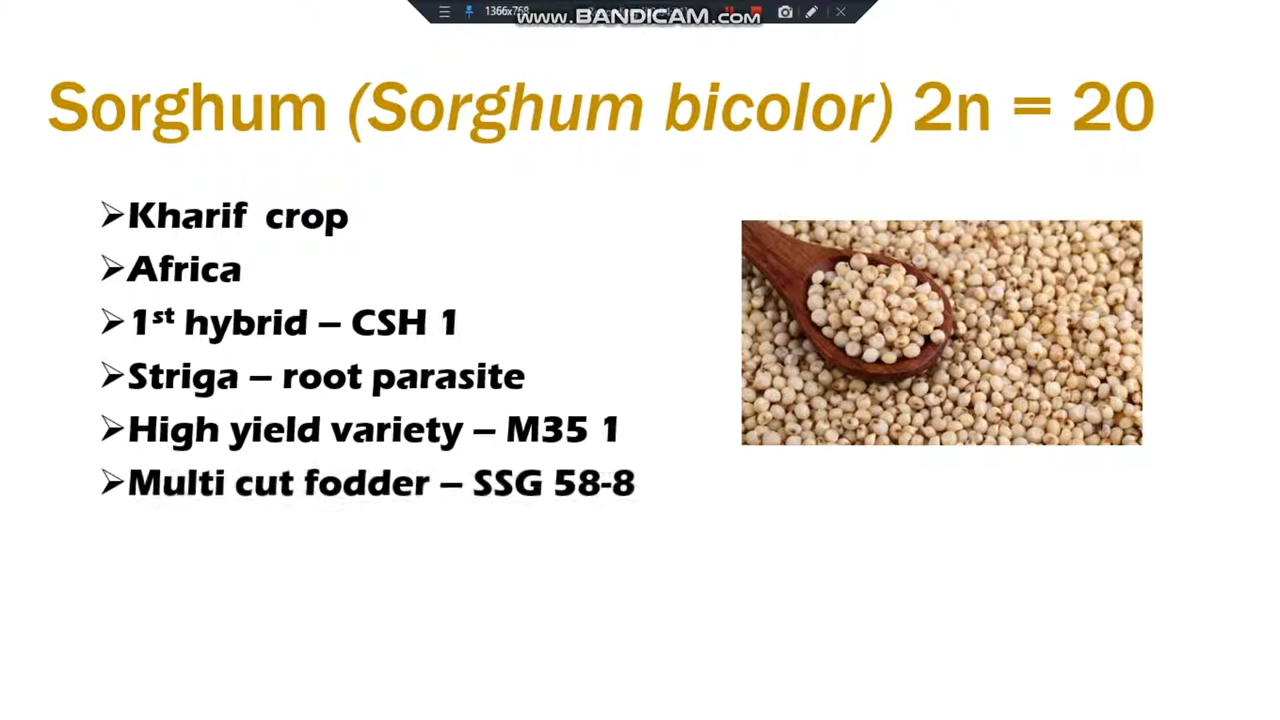 1366x768
www.BANDICAM.com
Sorghum (Sorghum bicolor) 2n = 20
➢Kharif crop
➢Africa
➢1st hybrid – CSH 1
➢Striga – root parasite
➢High yield variety – M35 1
➢Multi cut fodder – SSG 58-8